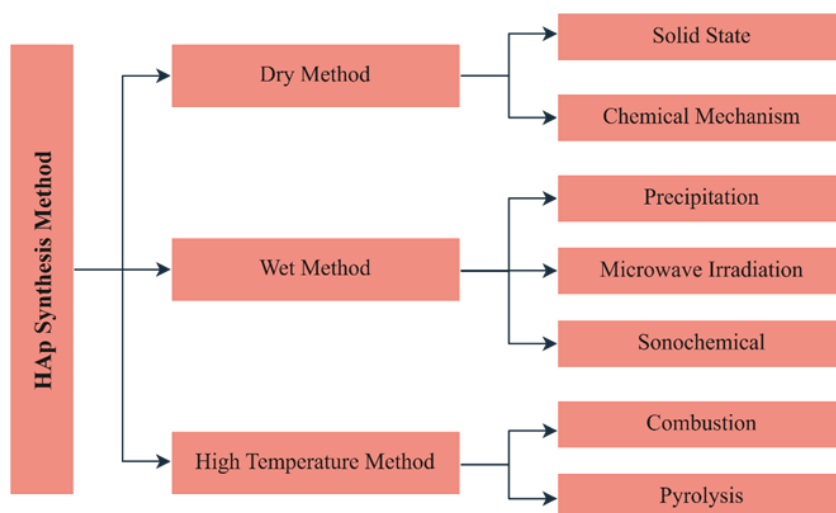 HAp Synthesis Method
Dry Method
Solid State
Chemical Mechanism
Wet Method
Precipitation
Microwave Irradiation
Sonochemical
High Temperature Method
Combustion
Pyrolysis